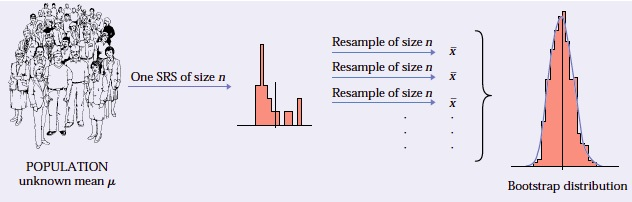 One SRS of size n
POPULATION
unknown mean μ
Resample of size n
x̄
Resample of size n
x̄
Resample of size n
x̄
.
.
.
.
.
.
Bootstrap distribution